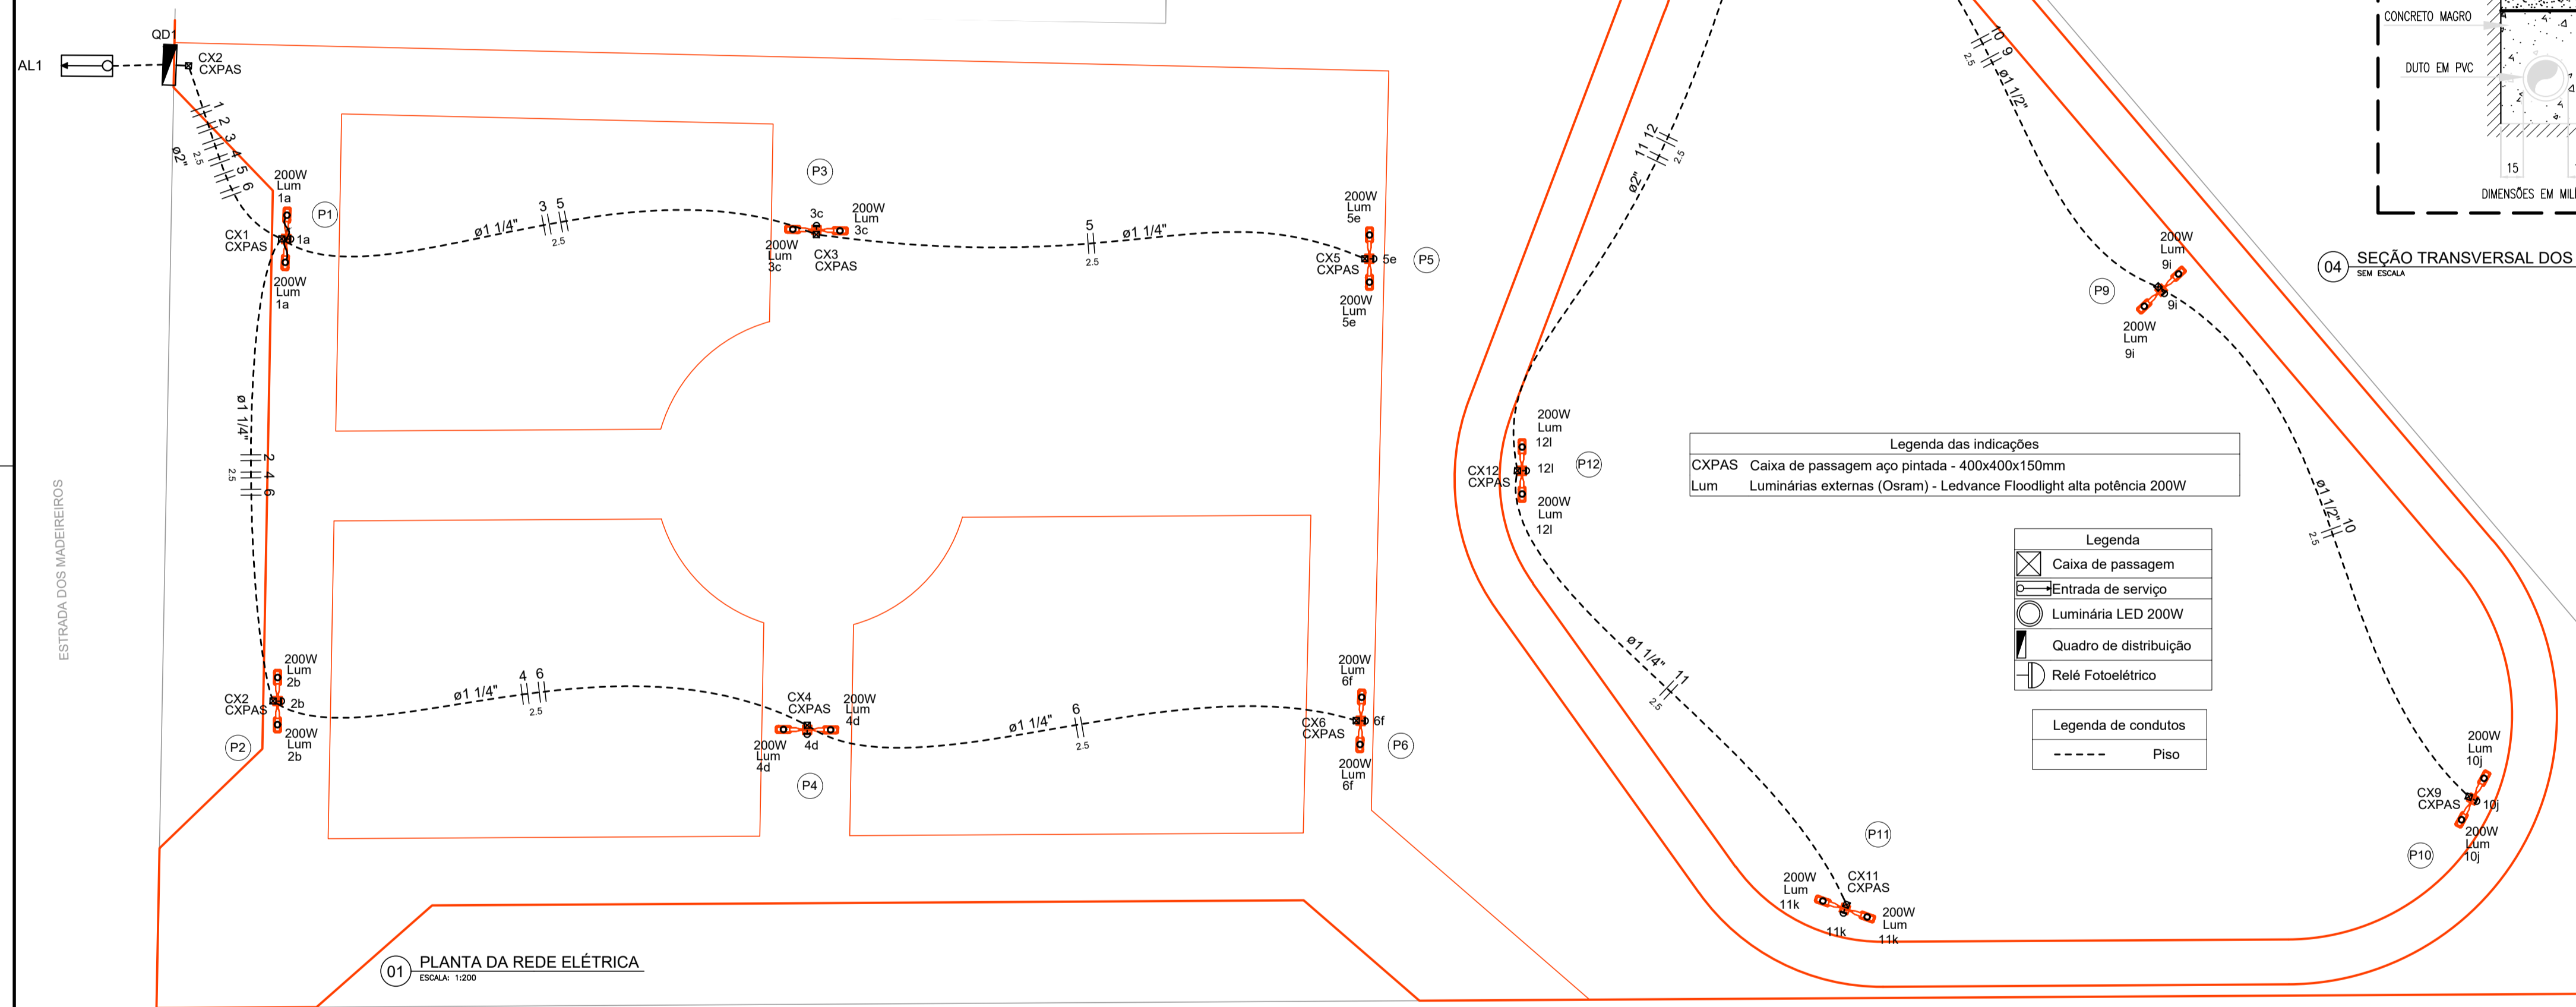 QD1
AL1
CX2
CXPAS
1
2
3
4
5
6
2.5
ø2"
200W
Lum
1a
P1
CX1
CXPAS
1a
200W
Lum
1a
ø1 1/4"
3 5
2.5
P3
3c
200W
Lum
3c
200W
Lum
3c
CX3
CXPAS
5
ø1 1/4"
2.5
200W
Lum
5e
CX5
CXPAS
5e
P5
200W
Lum
5e
ø1 1/4"
2
4
6
2.5
ESTRADA DOS MADEIREIROS
200W
Lum
2b
CX2
CXPAS
2b
200W
Lum
2b
P2
ø1 1/4"
4 6
2.5
CX4
CXPAS
200W
Lum
4d
200W
Lum
4d
4d
P4
ø1 1/4"
6
2.5
200W
Lum
6f
CX6
CXPAS
6f
P6
200W
Lum
6f
01
PLANTA DA REDE ELÉTRICA
ESCALA: 1:200
11 12
2.5
ø2"
10
9
2.5
ø1 1/2"
200W
Lum
9i
P9
9i
200W
Lum
9i
200W
Lum
12l
CX12
CXPAS
12l
P12
200W
Lum
12l
ø1 1/4"
11
2.5
P11
CX11
CXPAS
200W
Lum
11k
200W
Lum
11k
11k
ø1 1/2"
10
2.5
200W
Lum
10j
CX9
CXPAS
10j
200W
Lum
10j
P10
Legenda das indicações
CXPAS Caixa de passagem aço pintada - 400x400x150mm
Lum Luminárias externas (Osram) - Ledvance Floodlight alta potência 200W
Legenda
Caixa de passagem
Entrada de serviço
Luminária LED 200W
Quadro de distribuição
Relé Fotoelétrico
Legenda de condutos
Piso
CONCRETO MAGRO
DUTO EM PVC
15
DIMENSÕES EM MILÍ
04
SEÇÃO TRANSVERSAL DOS
SEM ESCALA